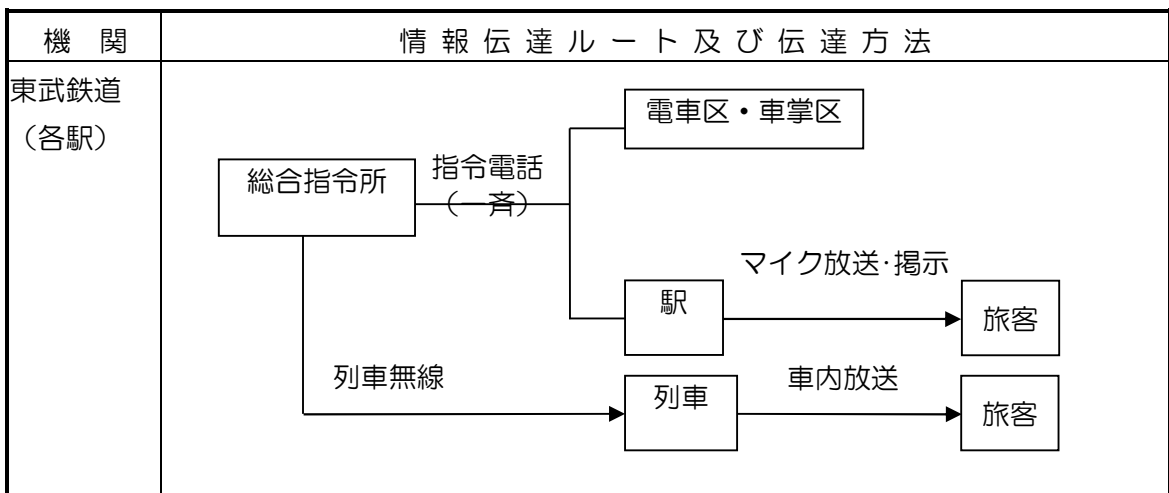 機　関
情 報 伝 達 ル ー ト 及 び 伝 達 方 法
東武鉄道
（各駅）
電車区・車掌区
総合指令所
指令電話
（一斉）
マイク放送･掲示
駅
旅客
列車無線
列車
車内放送
旅客